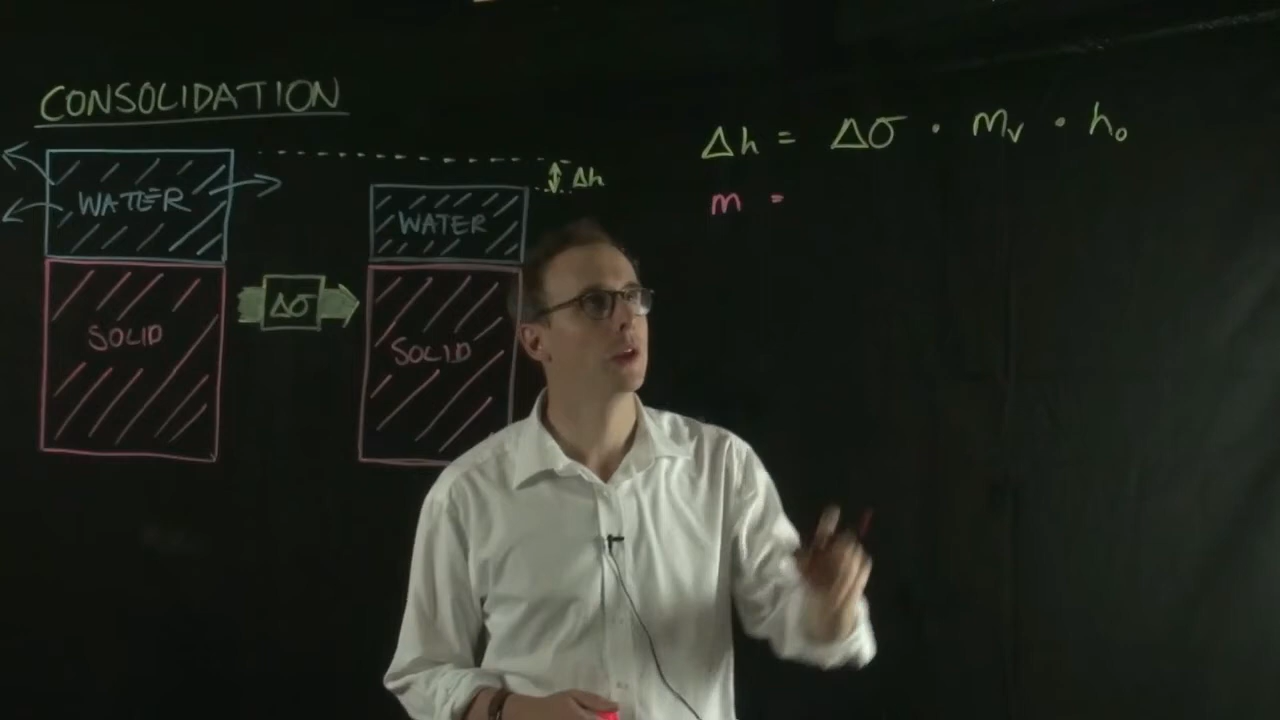 CONSOLIDATION
Δh = Δσ · mv · h₀
m =
Δh
WATER
WATER
Δσ
SOLID
SOLID